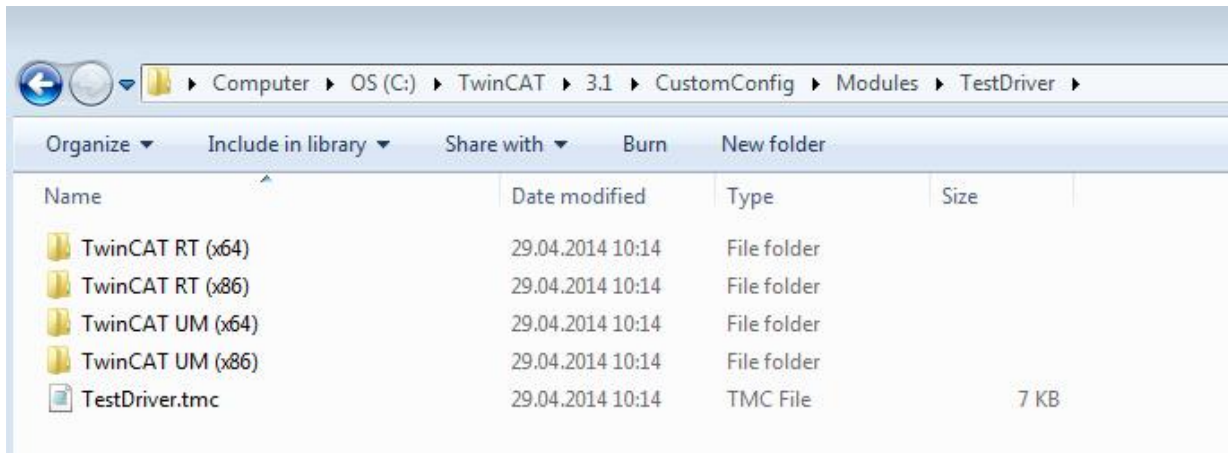 Computer OS (C:) TwinCAT 3.1 CustomConfig Modules TestDriver
Organize Include in library Share with Burn New folder
Name Date modified Type Size
TwinCAT RT (x64) 29.04.2014 10:14 File folder
TwinCAT RT (x86) 29.04.2014 10:14 File folder
TwinCAT UM (x64) 29.04.2014 10:14 File folder
TwinCAT UM (x86) 29.04.2014 10:14 File folder
TestDriver.tmc 29.04.2014 10:14 TMC File 7 KB